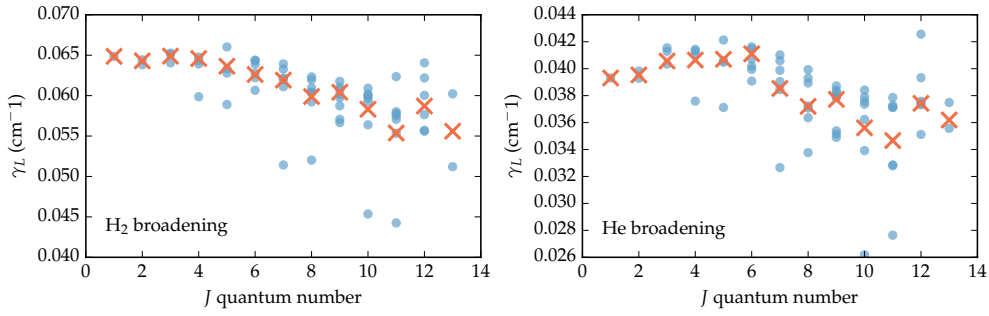 0.070
0.065
0.060
0.055
0.050
0.045
0.040
γL (cm−1)
H2 broadening
0 2 4 6 8 10 12 14
J quantum number
0.044
0.042
0.040
0.038
0.036
0.034
0.032
0.030
0.028
0.026
γL (cm−1)
He broadening
0 2 4 6 8 10 12 14
J quantum number